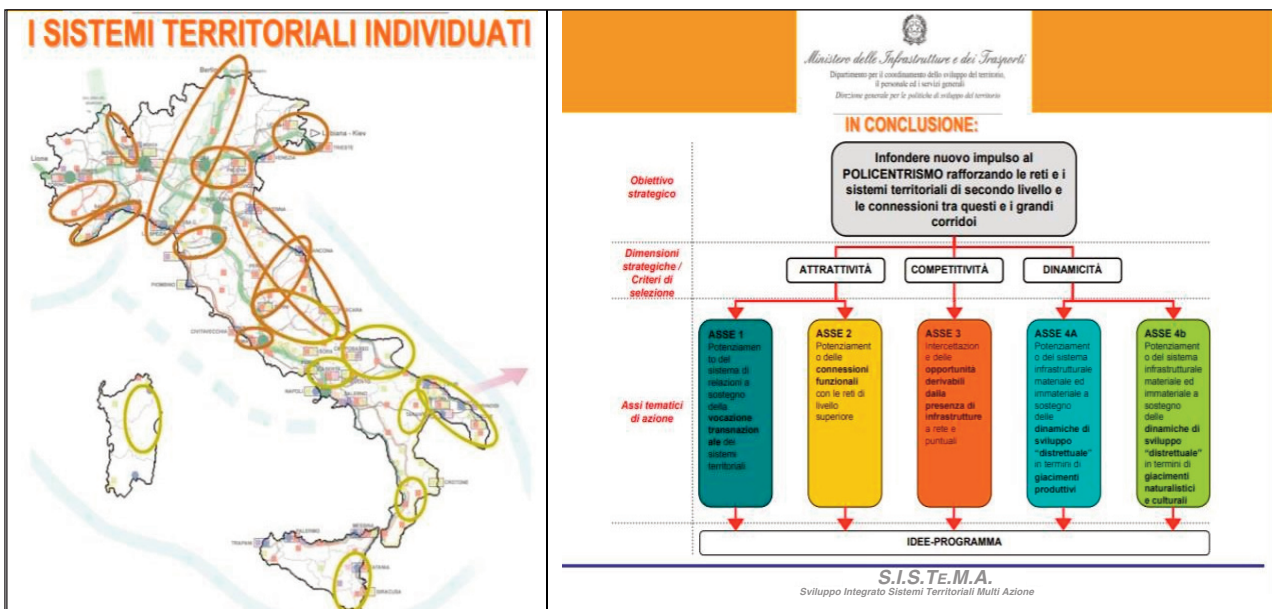 I SISTEMI TERRITORIALI INDIVIDUATI
Lione
TRIESTE
VENEZIA
ANCONA
PIOMBINO
CIVITAVECCHIA
NAPOLI
SALERNO
CROTONE
MESSINA
PALERMO
TRAPANI
CATANIA
SIRACUSA
Ministero delle Infrastrutture e dei Trasporti
Dipartimento per il coordinamento dello sviluppo del territorio,
il personale ed i servizi generali
Direzione generale per le politiche di sviluppo del territorio
IN CONCLUSIONE:
Obiettivo
strategico
Infondere nuovo impulso al
POLICENTRISMO rafforzando le reti e i
sistemi territoriali di secondo livello e
le connessioni tra questi e i grandi
corridoi
Dimensioni
strategiche /
Criteri di
selezione
ATTRATTIVITÀ
COMPETITIVITÀ
DINAMICITÀ
Assi tematici
di azione
ASSE 1
Potenziamen
to del
sistema di
relazioni a
sostegno
della
vocazione
transnazion
ale dei
sistemi
territoriali
ASSE 2
Potenziament
o delle
connessioni
funzionali
con le reti di
livello
superiore
ASSE 3
Intercettazion
e delle
opportunità
derivabili
dalla
presenza di
infrastrutture
a rete e
puntuali
ASSE 4A
Potenziament
o del sistema
infrastrutturale
materiale ed
immateriale a
sostegno
delle
dinamiche di
sviluppo
"distrettuale"
in termini di
giacimenti
produttivi
ASSE 4b
Potenziament
o del sistema
infrastrutturale
materiale ed
immateriale a
sostegno
delle
dinamiche di
sviluppo
"distrettuale"
in termini di
giacimenti
naturalistici
e culturali
IDEE-PROGRAMMA
S.I.S.TE.M.A.
Sviluppo Integrato Sistemi Territoriali Multi Azione